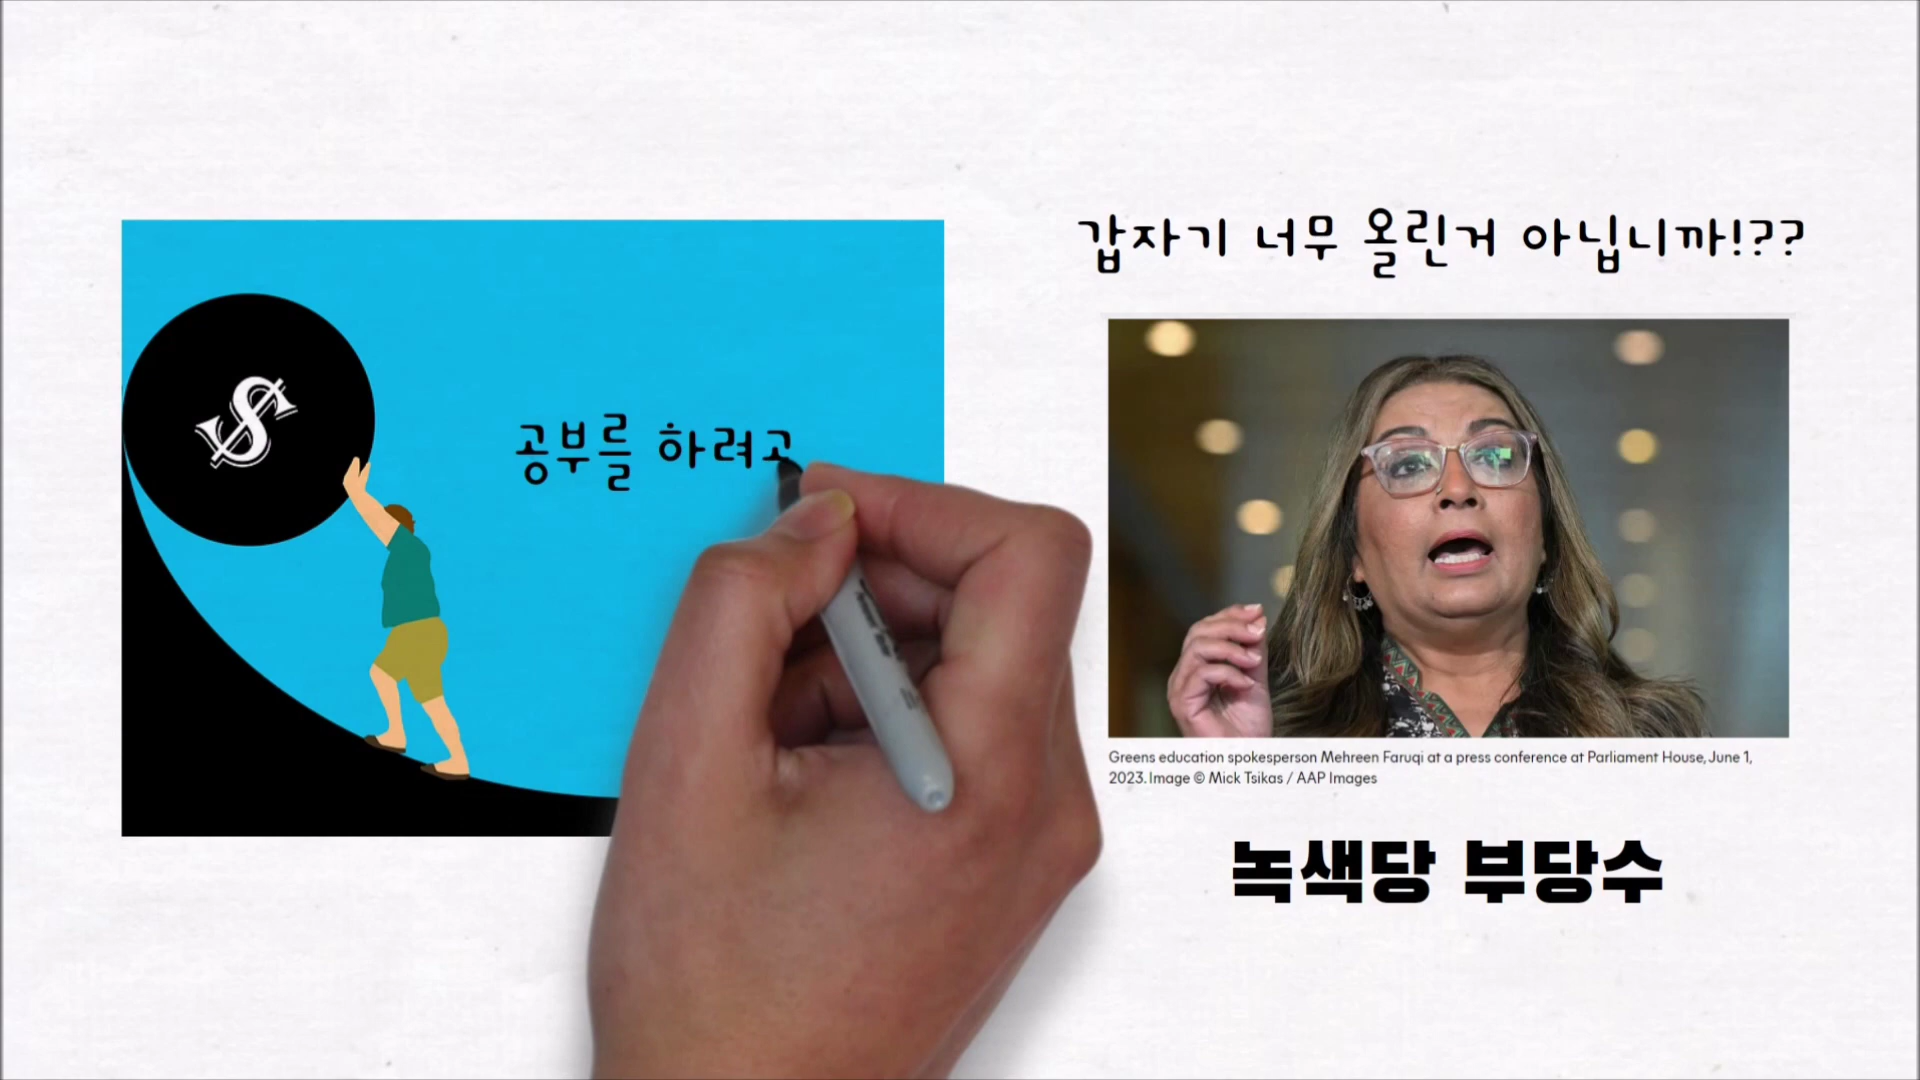 갑자기 너무 올린거 아닙니까!??
$
공부를 하려고
Greens education spokesperson Mehreen Faruqi at a press conference at Parliament House, June 1,
2023. Image © Mick Tsikas / AAP Images
녹색당 부당수